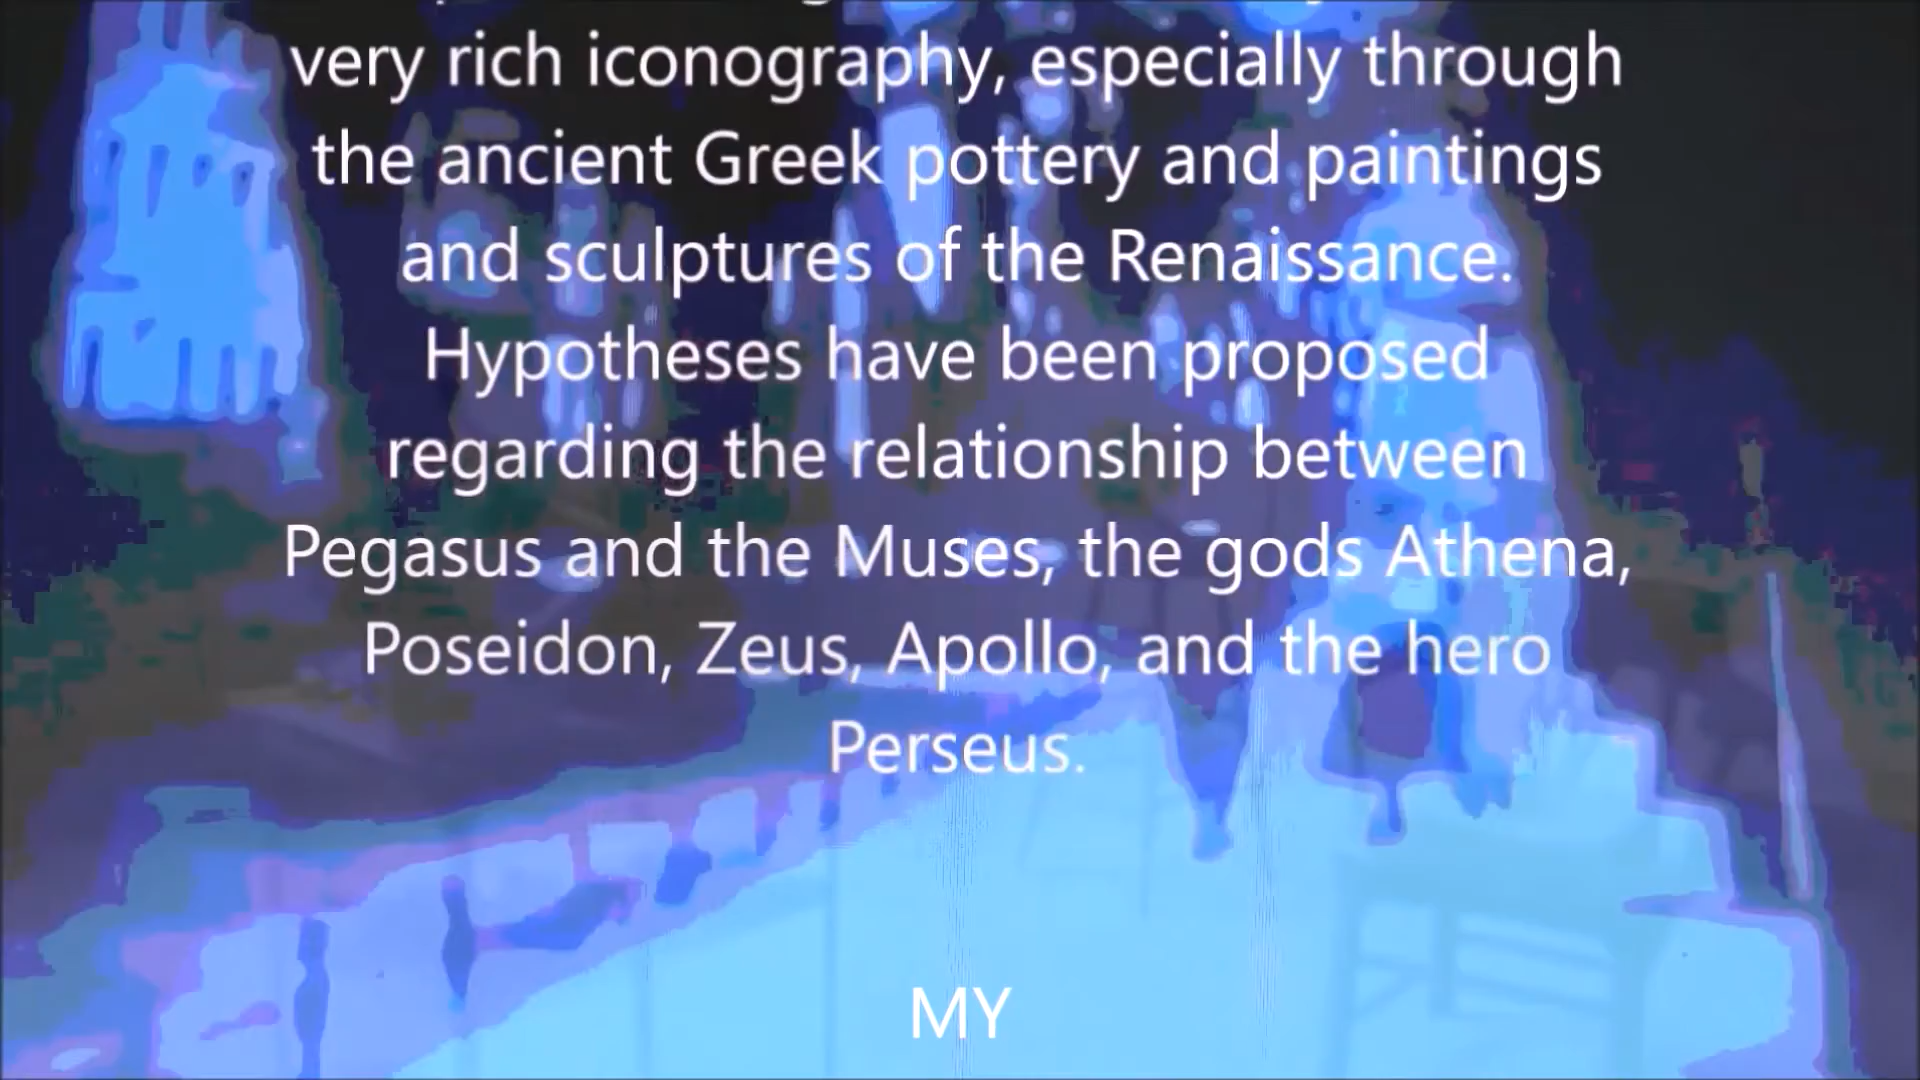 very rich iconography, especially through
the ancient Greek pottery and paintings
and sculptures of the Renaissance.
Hypotheses have been proposed
regarding the relationship between
Pegasus and the Muses, the gods Athena,
Poseidon, Zeus, Apollo, and the hero
Perseus.
MY